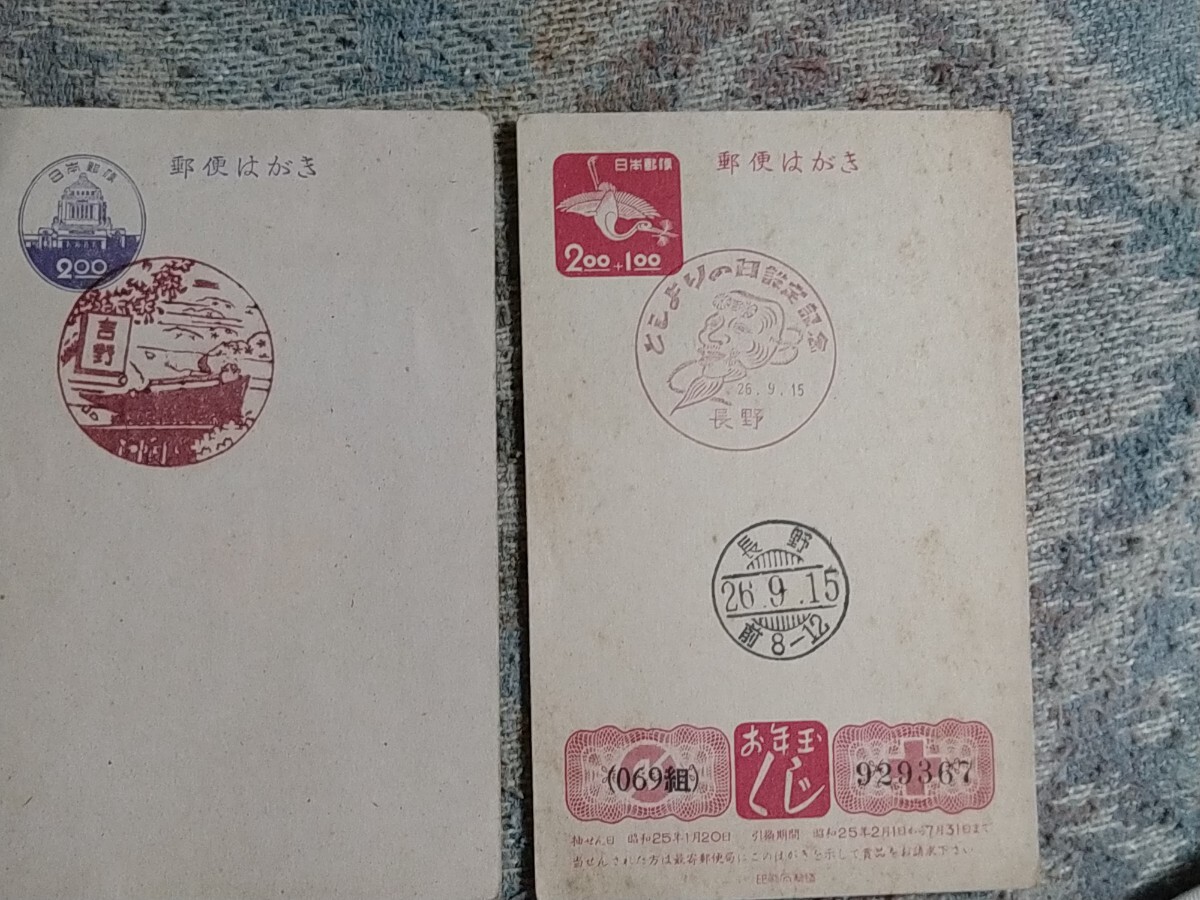 日本郵便
2.00
郵便はがき
吉野
日本郵便
2.00+1.00
郵便はがき
としよりの日設定記念
26.9.15
長野
長野
26.9.15
前8-12
(069組)
お年玉
くじ
929367
抽せん日 昭和25年1月20日 引換期間 昭和25年2月1日から7月31日まで
当せんされた方は最寄郵便局にこのはがきを示して賞品をお請求下さい